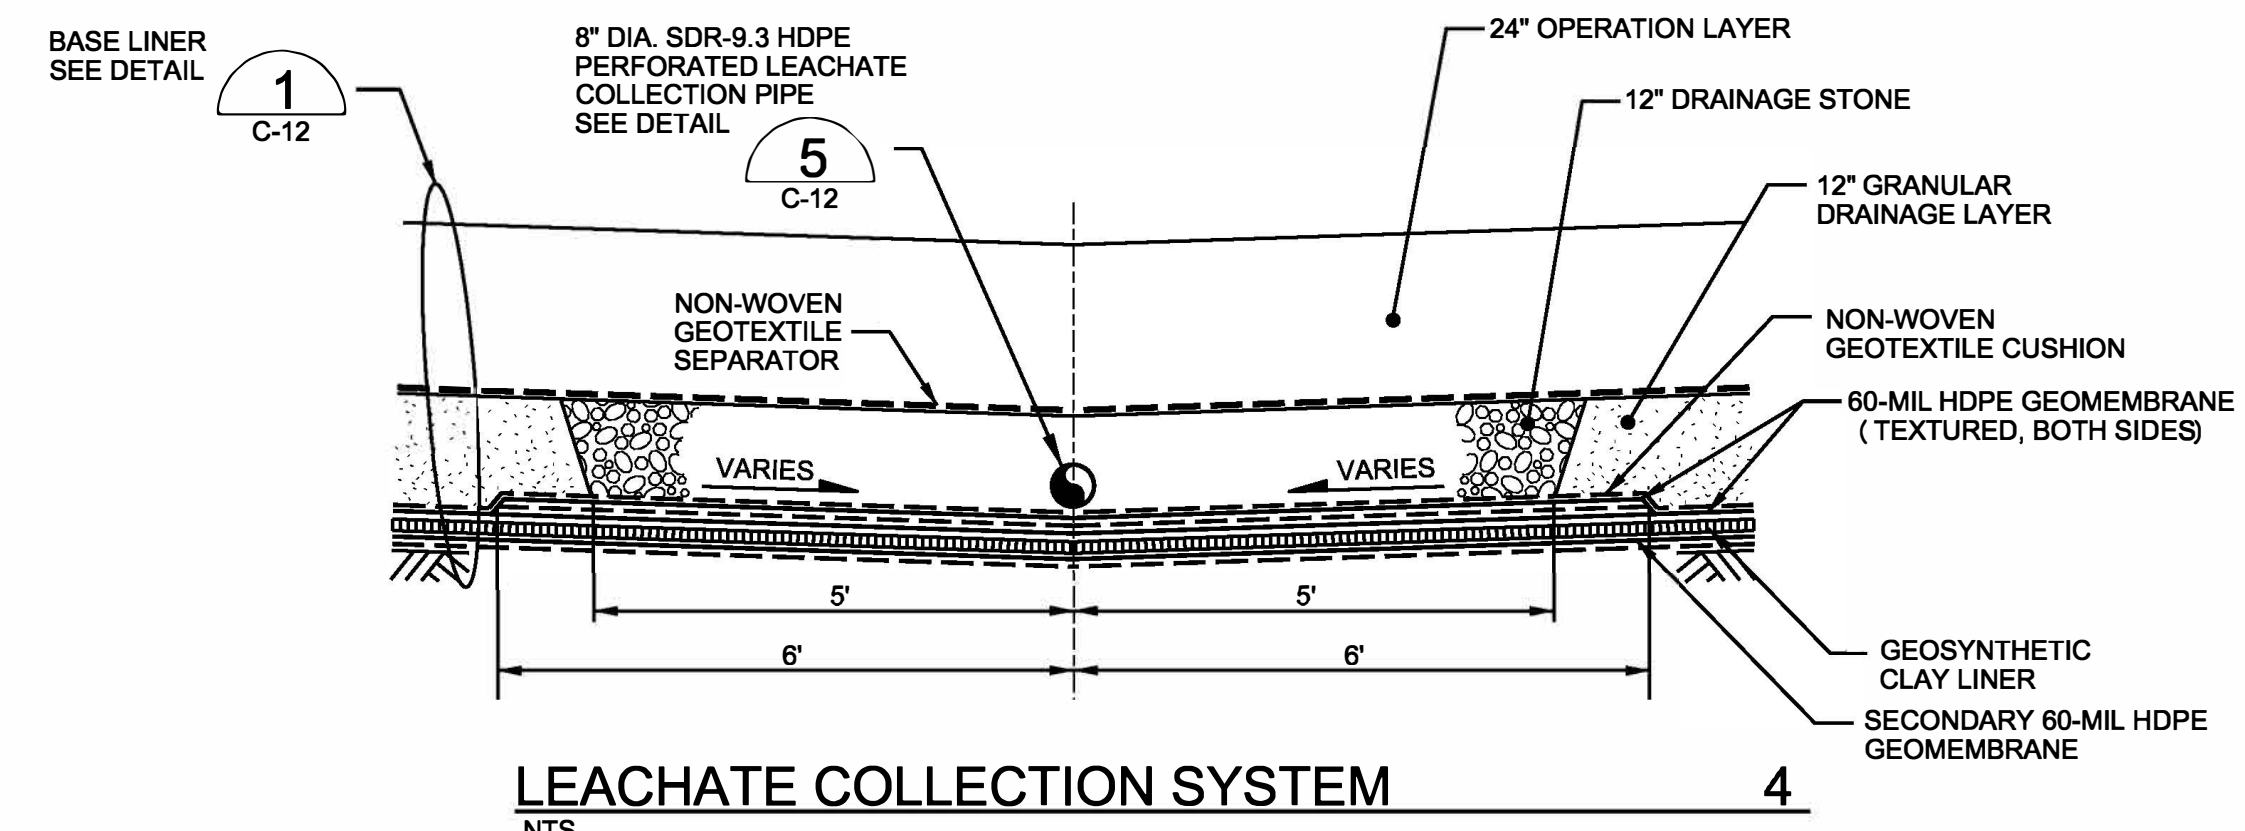 BASE LINER
SEE DETAIL
1
C-12
8" DIA. SDR-9.3 HDPE
PERFORATED LEACHATE
COLLECTION PIPE
SEE DETAIL
5
C-12
24" OPERATION LAYER
12" DRAINAGE STONE
12" GRANULAR
DRAINAGE LAYER
NON-WOVEN
GEOTEXTILE
SEPARATOR
NON-WOVEN
GEOTEXTILE CUSHION
60-MIL HDPE GEOMEMBRANE
( TEXTURED, BOTH SIDES)
VARIES
VARIES
5'
5'
6'
6'
GEOSYNTHETIC
CLAY LINER
SECONDARY 60-MIL HDPE
GEOMEMBRANE
LEACHATE COLLECTION SYSTEM
4
NTS